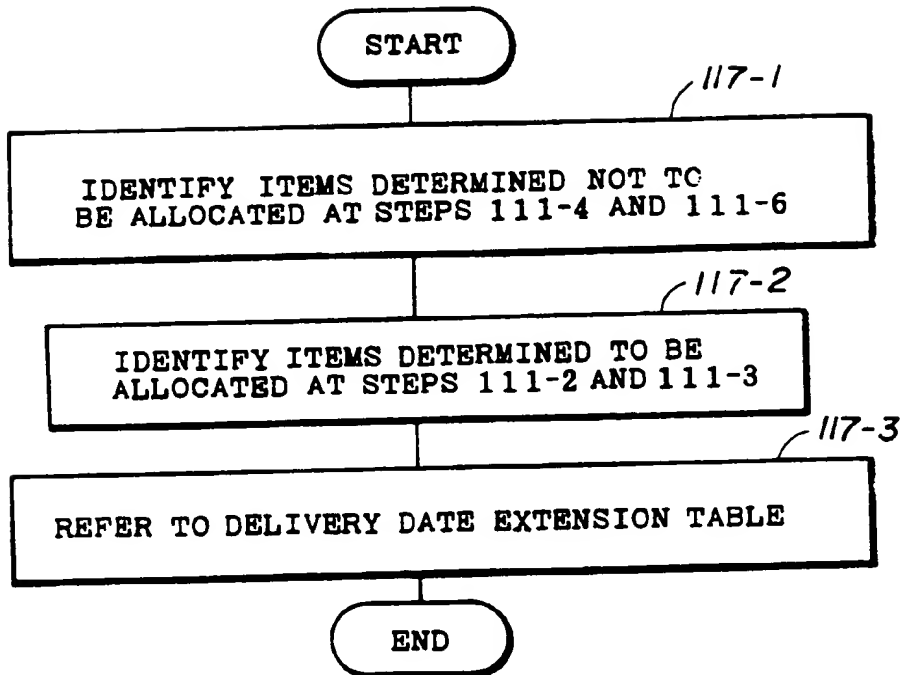 START
117-1
IDENTIFY ITEMS DETERMINED NOT TO
BE ALLOCATED AT STEPS 111-4 AND 111-6
117-2
IDENTIFY ITEMS DETERMINED TO BE
ALLOCATED AT STEPS 111-2 AND 111-3
117-3
REFER TO DELIVERY DATE EXTENSION TABLE
END